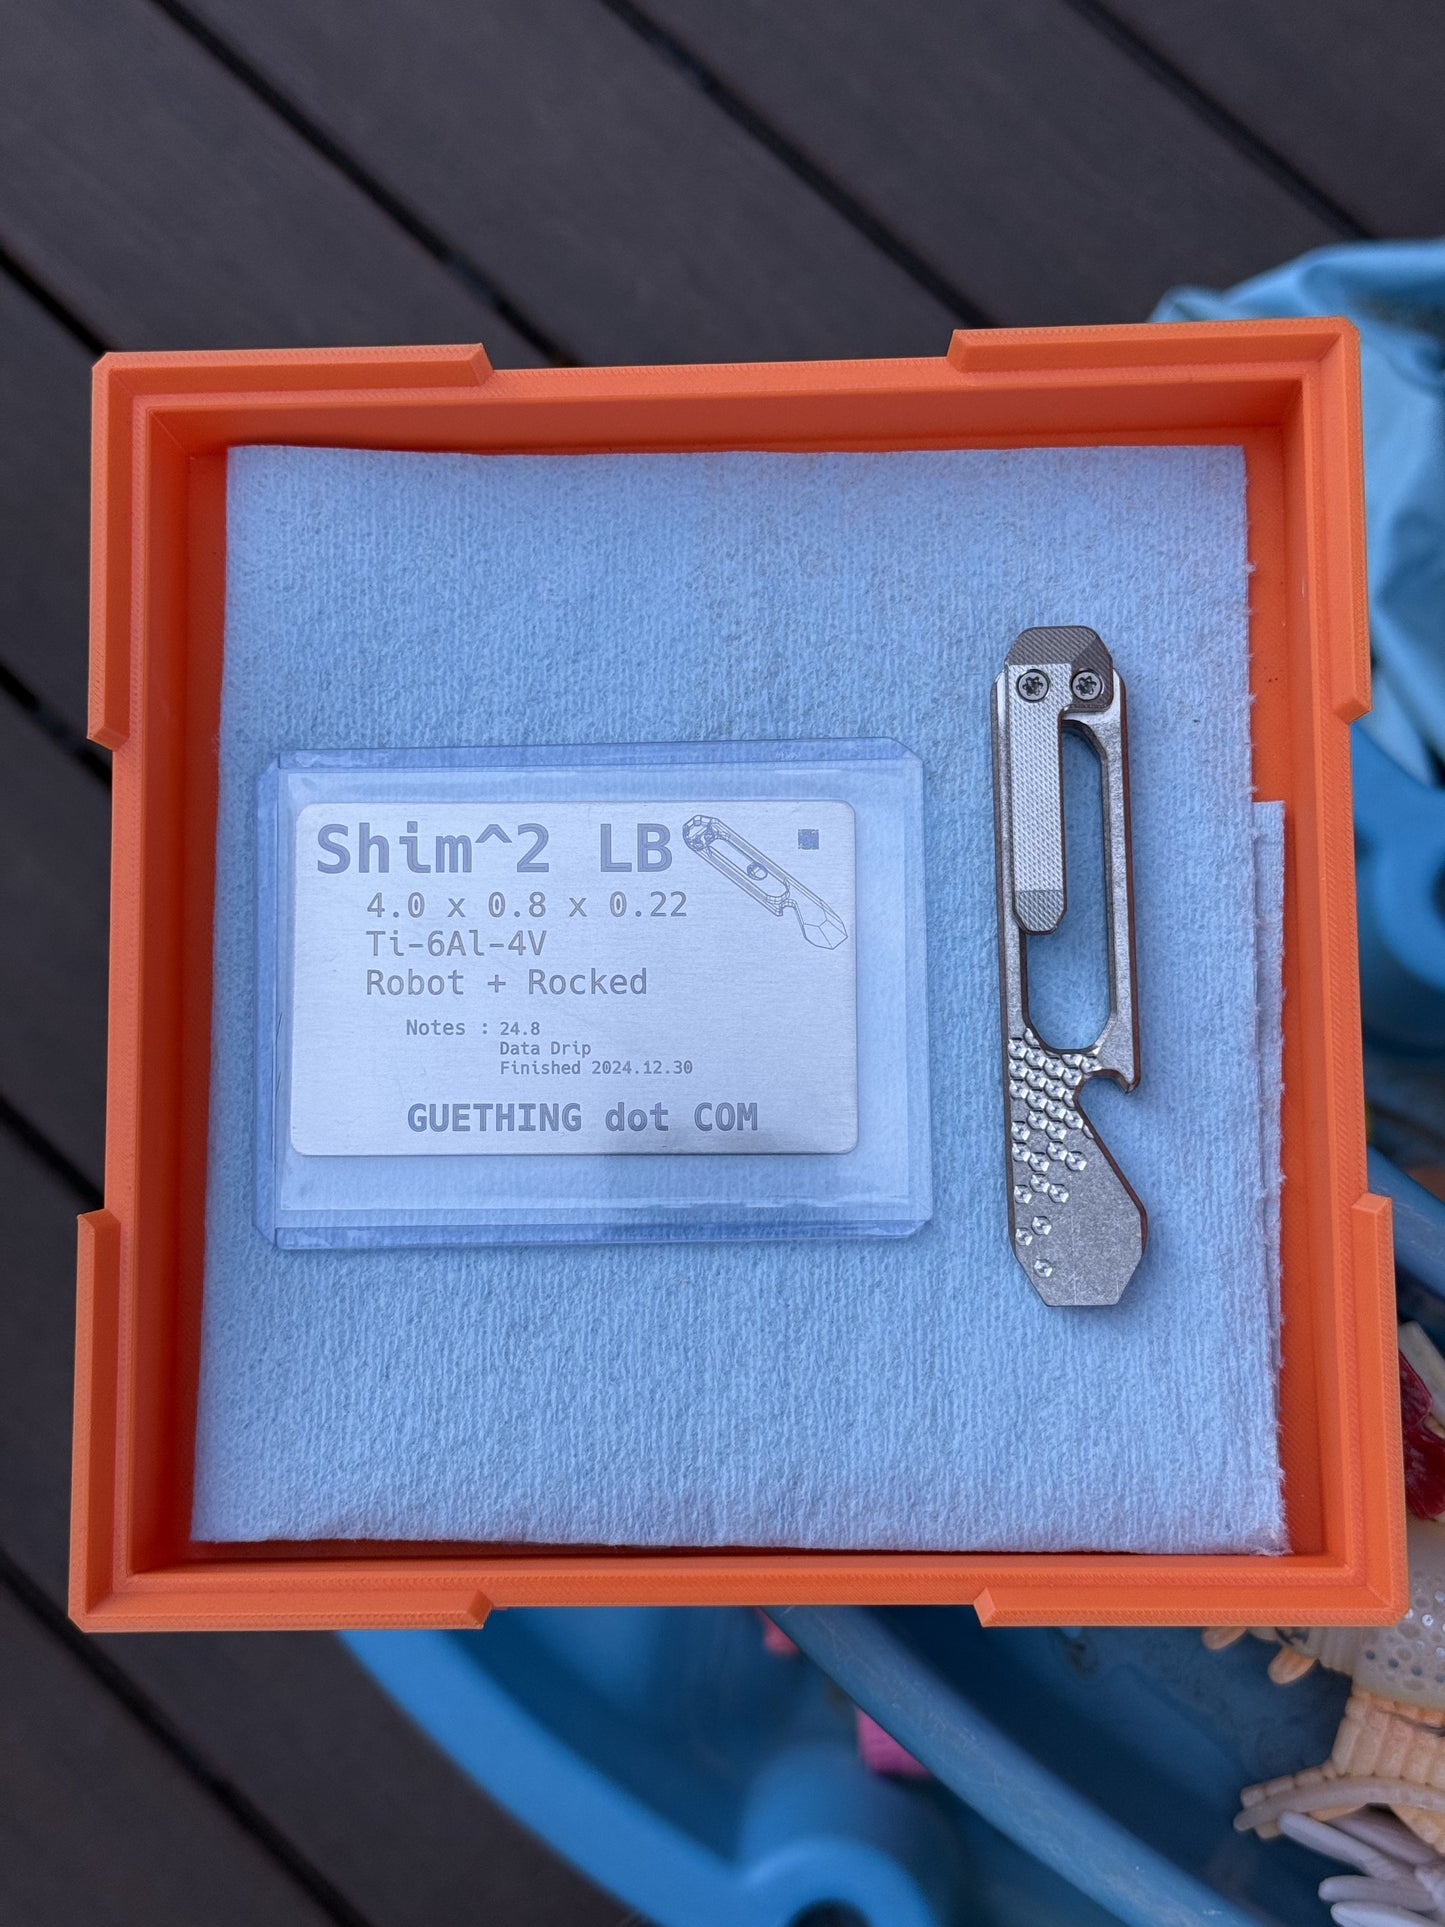 Shim^2 LB
4.0 x 0.8 x 0.22
Ti-6Al-4V
Robot + Rocked
Notes : 24.8
Data Drip
Finished 2024.12.30
GUETHING dot COM